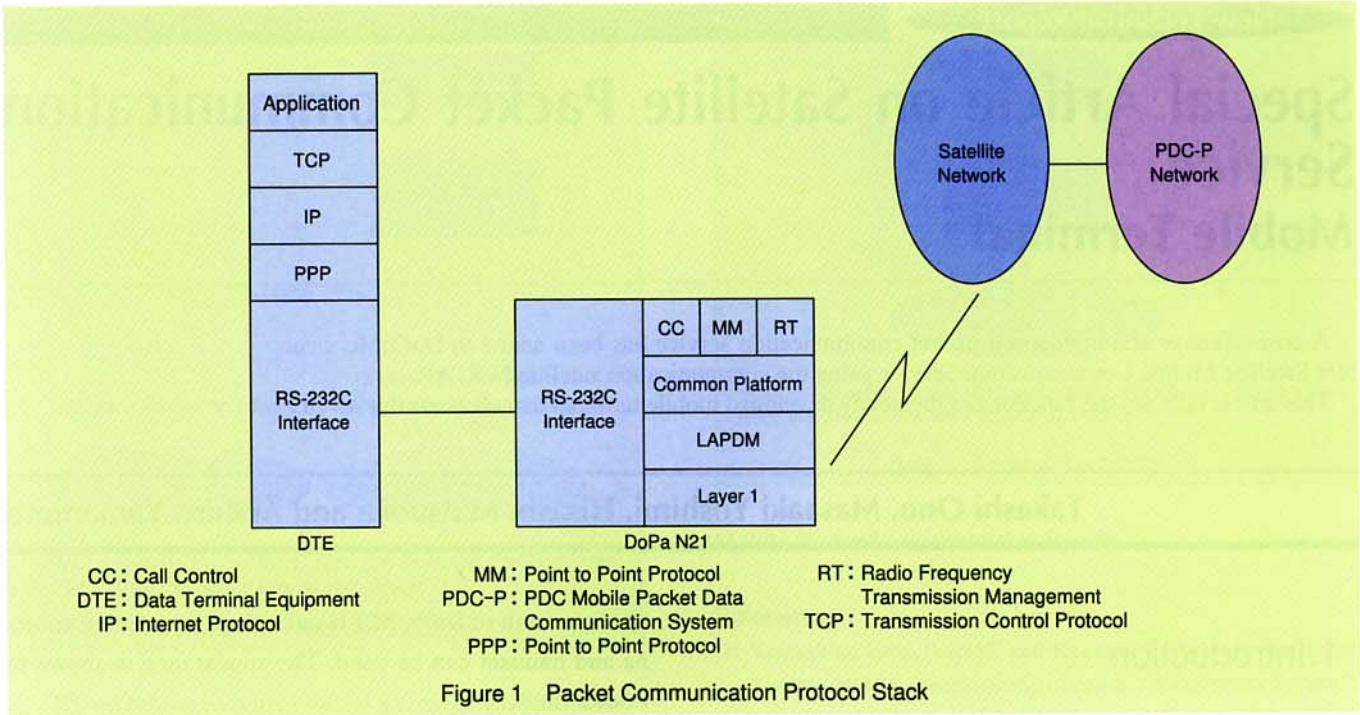 Special Article on Satellite Packet Communication
Service
Mobile Terminal
Application
TCP
IP
PPP
RS-232C
Interface
DTE
RS-232C
Interface
CC MM RT
Common Platform
LAPDM
Layer 1
DoPa N21
Satellite
Network
PDC-P
Network
CC : Call Control
DTE : Data Terminal Equipment
IP : Internet Protocol
MM : Point to Point Protocol
PDC-P : PDC Mobile Packet Data
Communication System
PPP : Point to Point Protocol
RT : Radio Frequency
Transmission Management
TCP : Transmission Control Protocol
1.Introduction
Figure 1 Packet Communication Protocol Stack